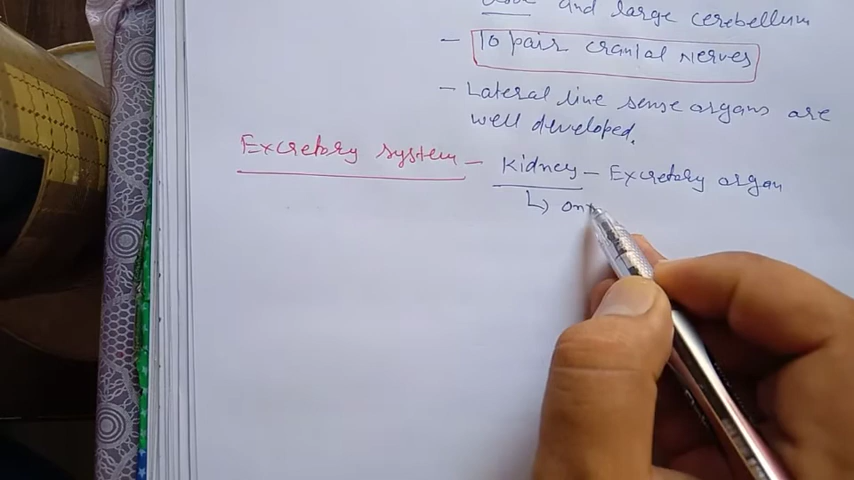 and large cerebellum
- 10 pair cranial Nerves
- Lateral line sense organs are
well developed.
Excretory system - Kidney - Excretory organ
↳ on